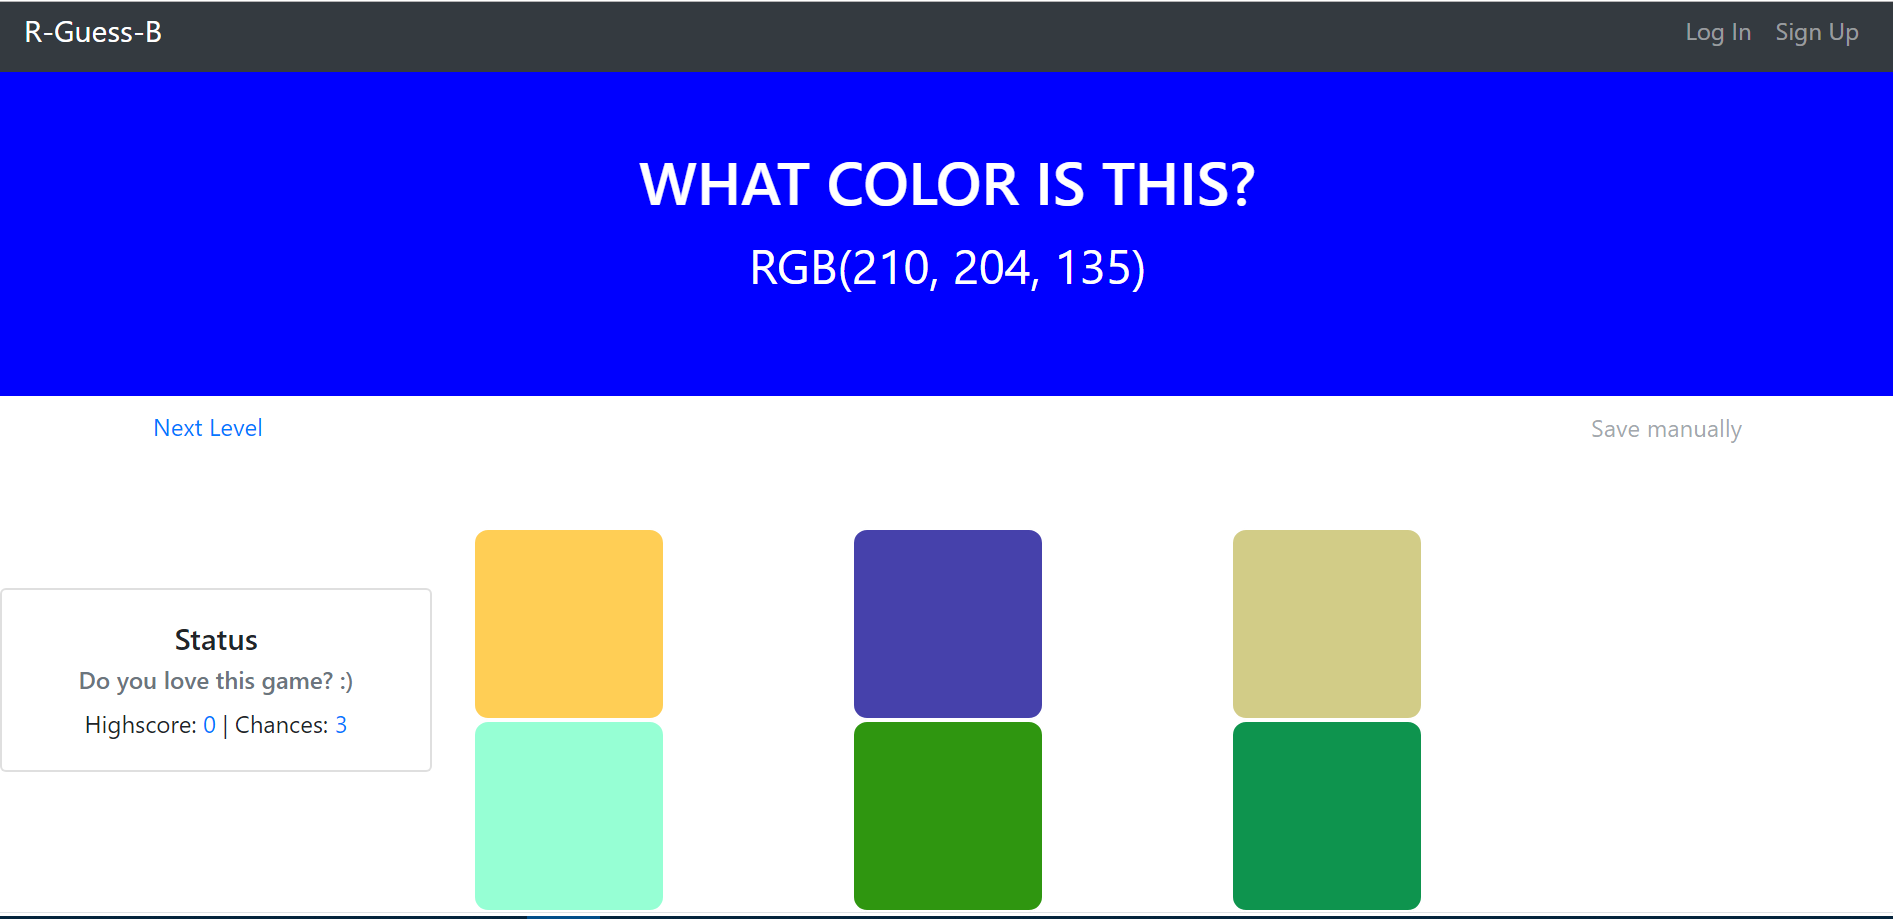 R-Guess-B
Log In Sign Up
WHAT COLOR IS THIS?
RGB(210, 204, 135)
Next Level
Save manually
Status
Do you love this game? :)
Highscore: 0 | Chances: 3